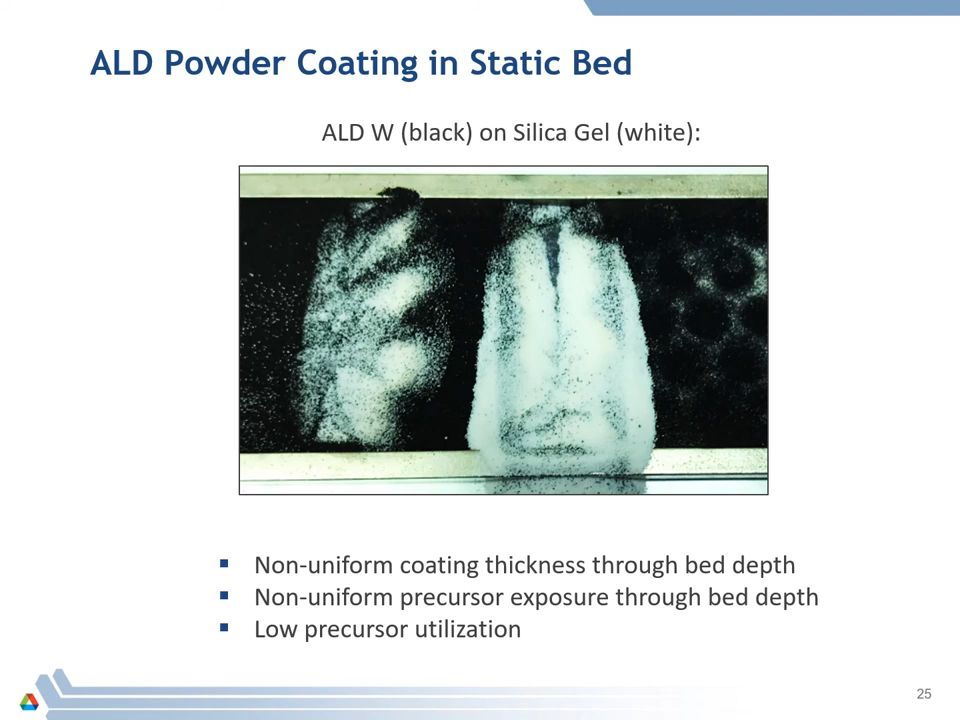 ALD Powder Coating in Static Bed
ALD W (black) on Silica Gel (white):
▪ Non-uniform coating thickness through bed depth
▪ Non-uniform precursor exposure through bed depth
▪ Low precursor utilization
25